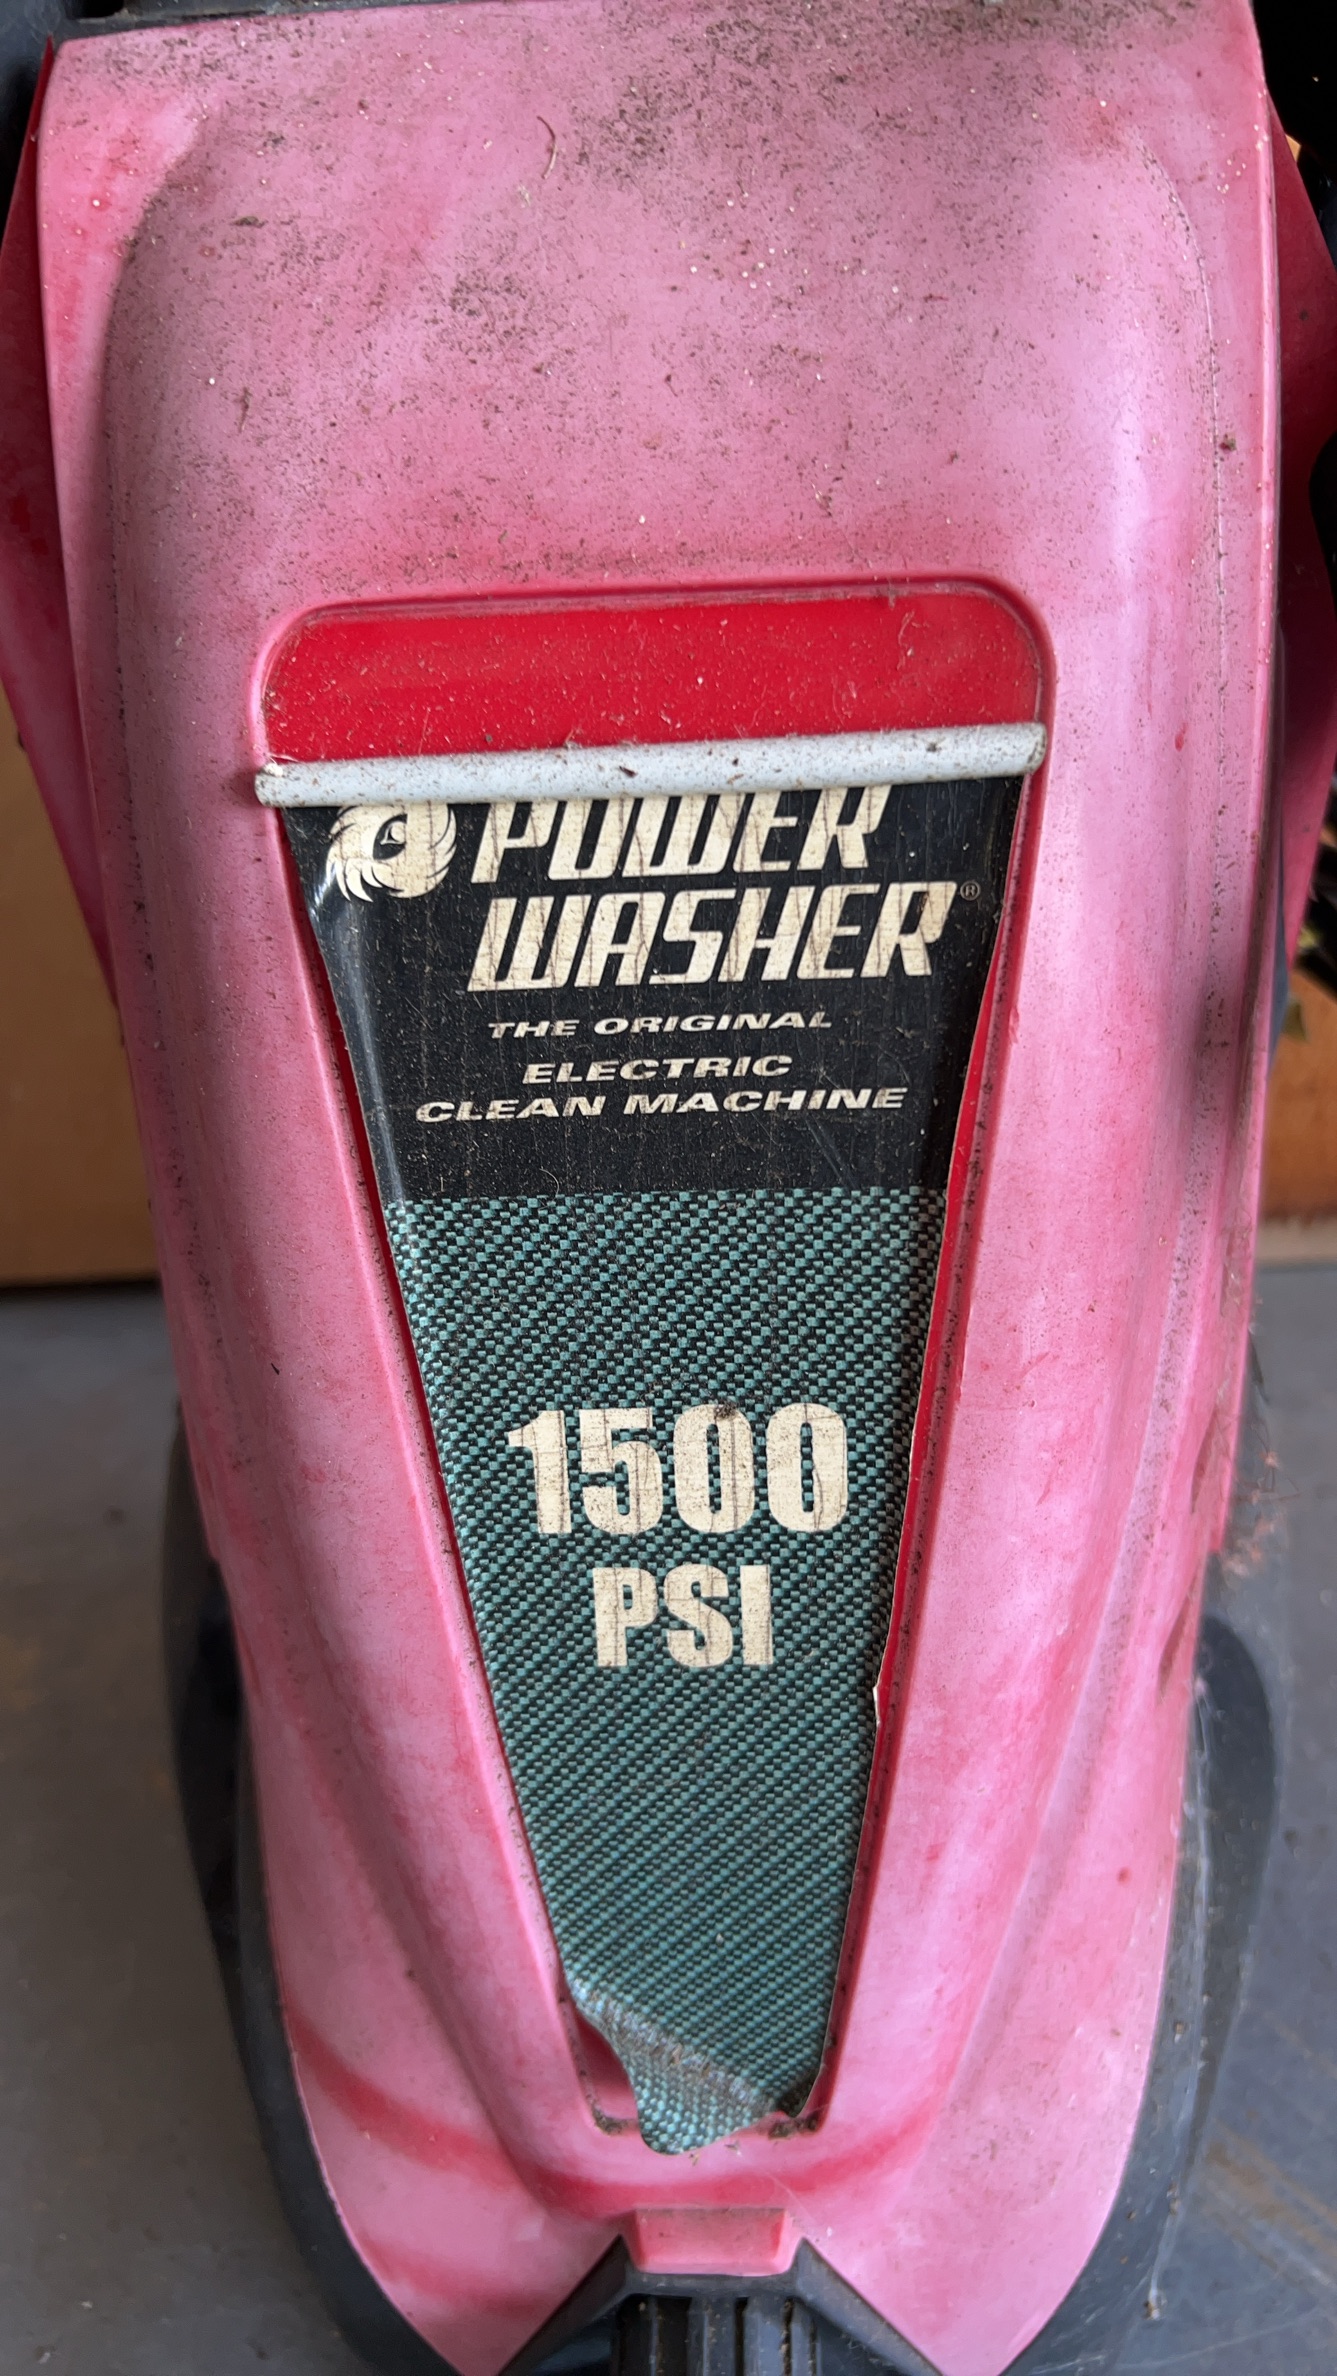 POWER
WASHER®
THE ORIGINAL
ELECTRIC
CLEAN MACHINE
1500
PSI